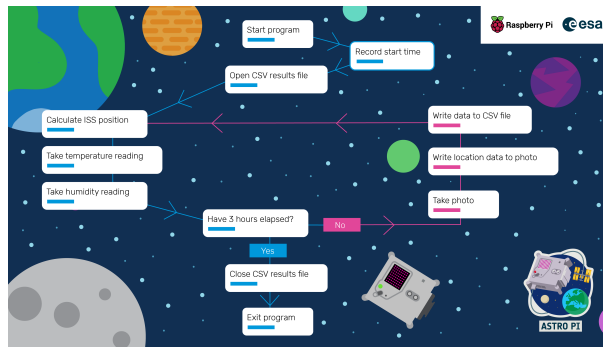 Start program
Raspberry Pi
esa
Record start time
Open CSV results file
Calculate ISS position
Write data to CSV file
Take temperature reading
Write location data to photo
Take humidity reading
Take photo
Have 3 hours elapsed?
No
Yes
Close CSV results file
Exit program
ASTRO PI